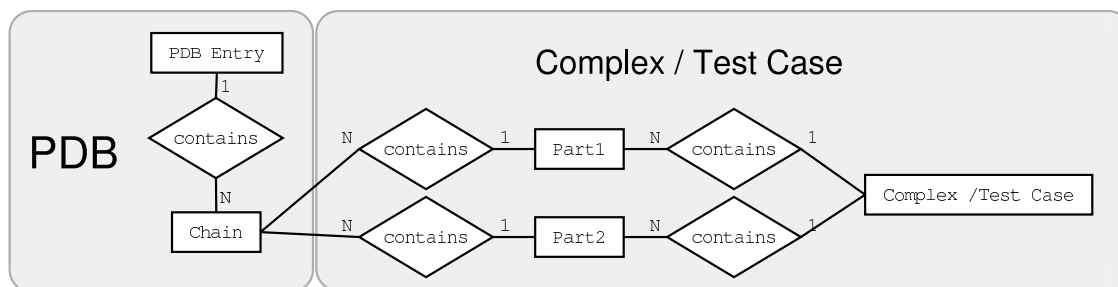 PDB
PDB Entry
1
contains
N
Chain
Complex / Test Case
N
contains
1
Part1
N
contains
1
N
contains
1
Part2
N
contains
1
Complex /Test Case